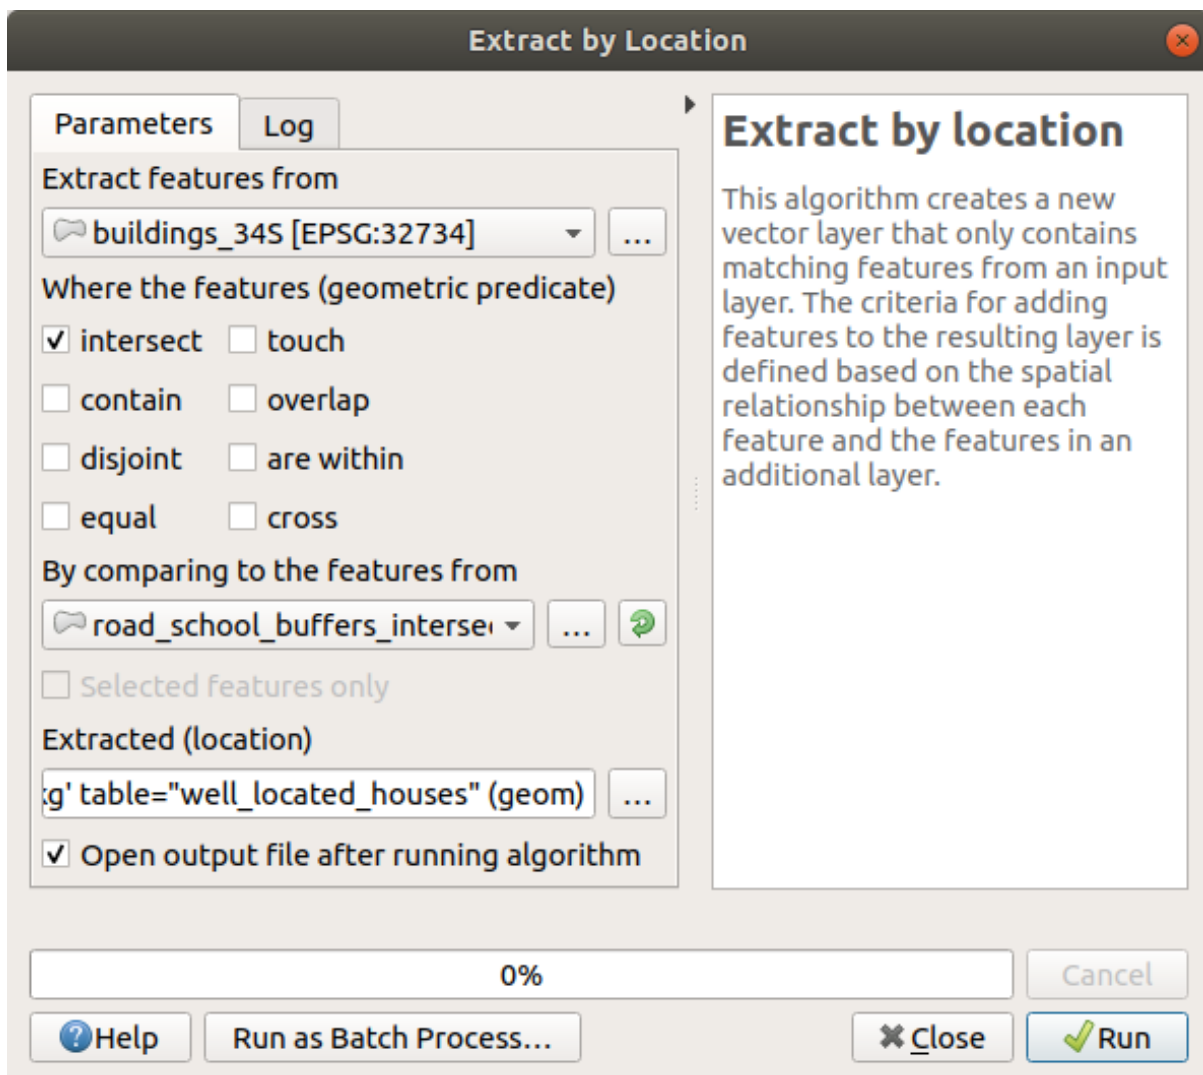 Extract by Location
Parameters
Log
Extract features from
buildings_34S [EPSG:32734]
...
Where the features (geometric predicate)
intersect
touch
contain
overlap
disjoint
are within
equal
cross
By comparing to the features from
road_school_buffers_interse
...
Selected features only
Extracted (location)
g' table="well_located_houses" (geom)
...
Open output file after running algorithm
Extract by location
This algorithm creates a new
vector layer that only contains
matching features from an input
layer. The criteria for adding
features to the resulting layer is
defined based on the spatial
relationship between each
feature and the features in an
additional layer.
0%
Cancel
Help
Run as Batch Process...
Close
Run